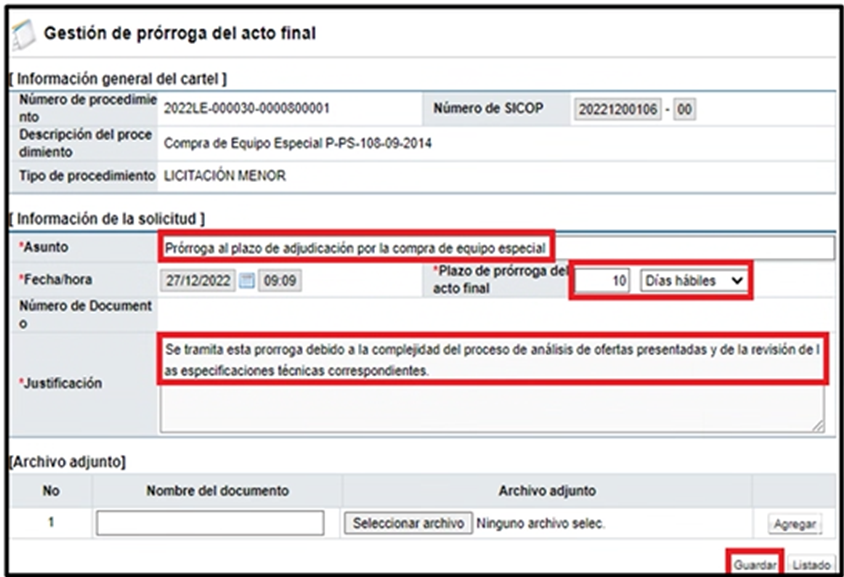 Gestión de prórroga del acto final
[ Información general del cartel ]
Número de procedimie
nto
2022LE-000030-0000800001
Número de SICOP
20221200106 - 00
Descripción del proce
dimiento
Compra de Equipo Especial P-PS-108-09-2014
Tipo de procedimiento LICITACIÓN MENOR
[ Información de la solicitud ]
*Asunto
Prórroga al plazo de adjudicación por la compra de equipo especial
*Fecha/hora
27/12/2022 09:09
*Plazo de prórroga del
acto final
10 Días hábiles
Número de Document
o
*Justificación
Se tramita esta prorroga debido a la complejidad del proceso de análisis de ofertas presentadas y de la revisión de l
as especificaciones técnicas correspondientes.
[Archivo adjunto]
No Nombre del documento Archivo adjunto
1 Seleccionar archivo Ninguno archivo selec. Agregar
Guardar Listado